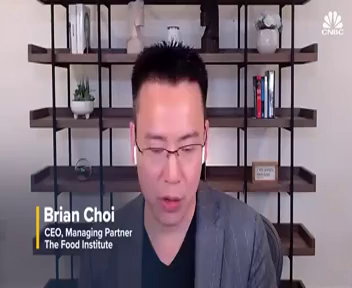 CNBC
Brian Choi
CEO, Managing Partner
The Food Institute